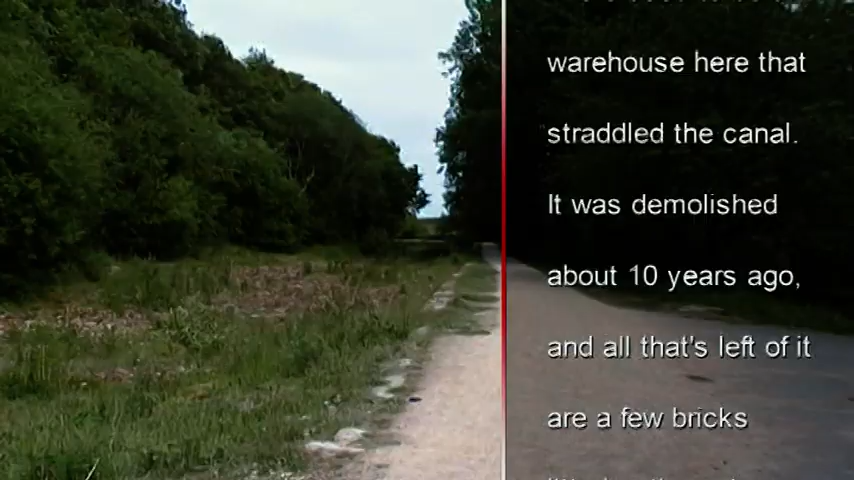 warehouse here that
straddled the canal.
It was demolished
about 10 years ago,
and all that's left of it
are a few bricks